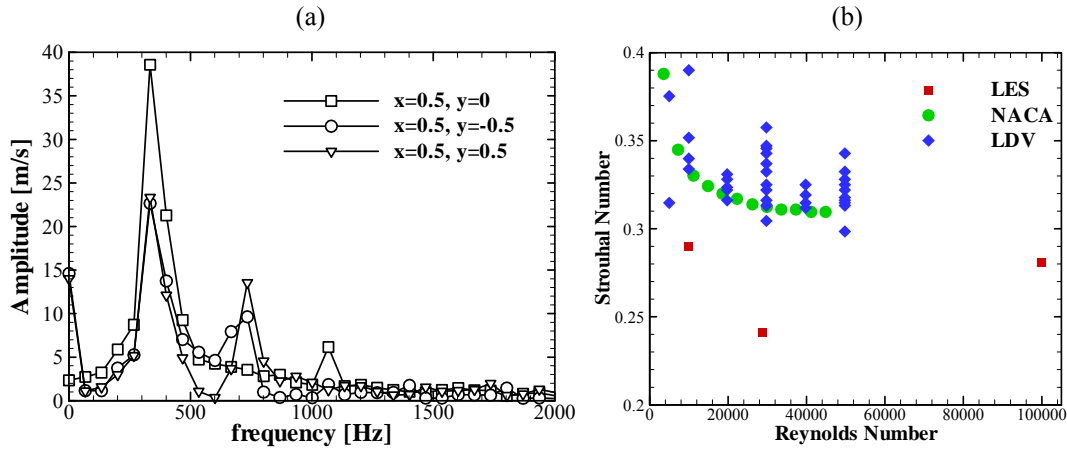 (a)
(b)
Amplitude [m/s]
40
35
30
25
20
15
10
5
0
x=0.5, y=0
x=0.5, y=-0.5
x=0.5, y=0.5
0
500
1000
1500
2000
frequency [Hz]
Strouhal Number
0.4
0.35
0.3
0.25
0.2
LES
NACA
LDV
0
20000
40000
60000
80000
100000
Reynolds Number